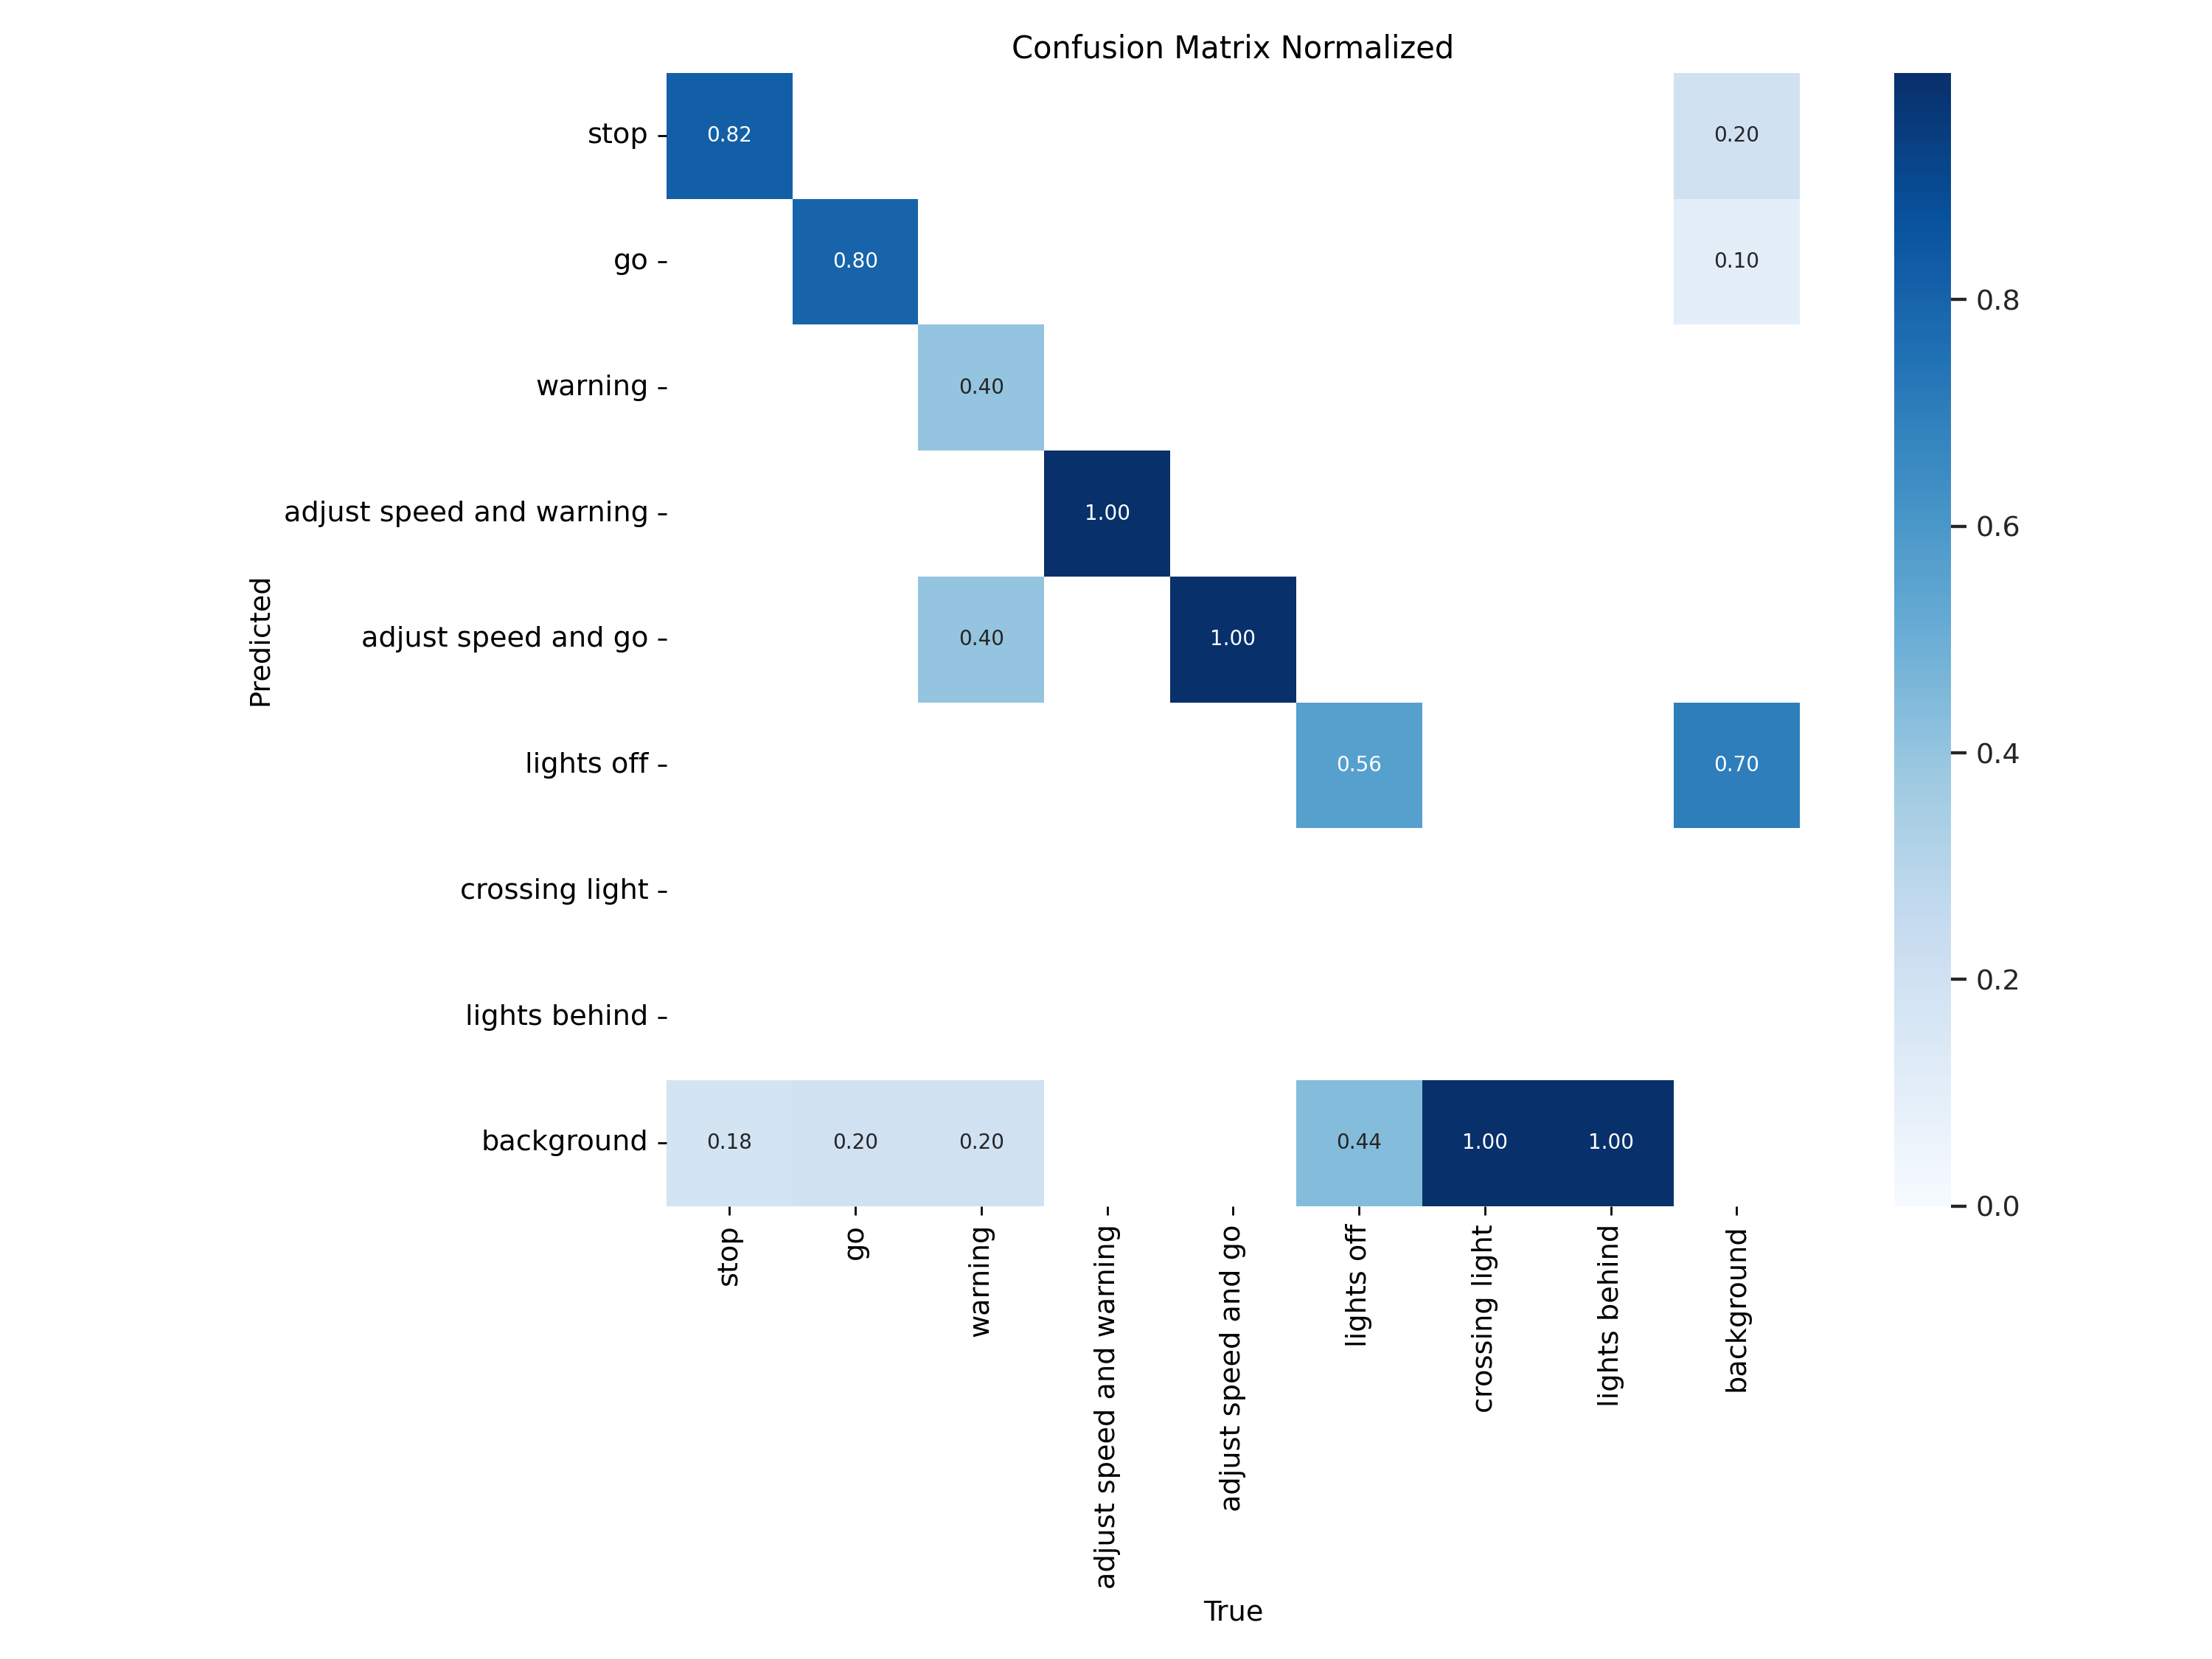 Confusion Matrix Normalized
stop
0.82
0.20
go
0.80
0.10
0.8
warning
0.40
adjust speed and warning
1.00
0.6
Predicted
adjust speed and go
0.40
1.00
lights off
0.56
0.70
0.4
crossing light
lights behind
0.2
background
0.18
0.20
0.20
0.44
1.00
1.00
0.0
stop
go
warning
adjust speed and warning
adjust speed and go
lights off
crossing light
lights behind
background
True